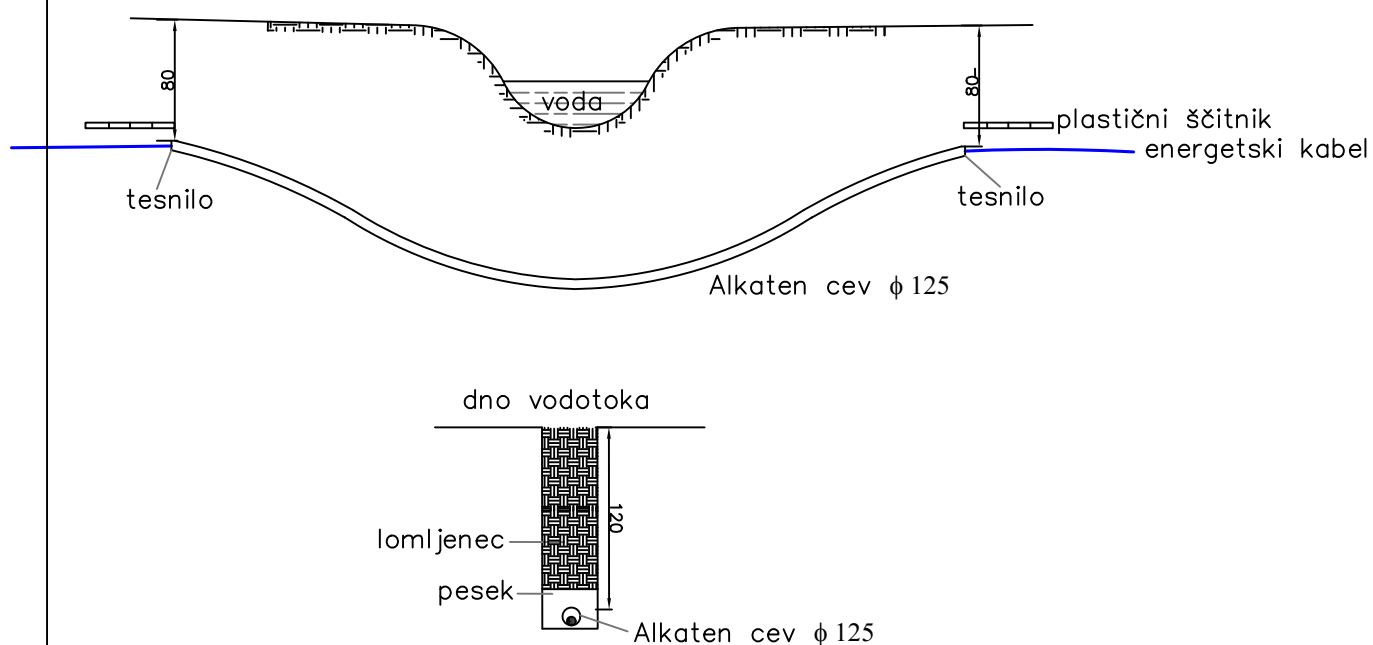 80
80
voda
plastični ščitnik
energetski kabel
tesnilo
tesnilo
Alkaten cev ϕ 125
dno vodotoka
120
lomljenec
pesek
Alkaten cev ϕ 125